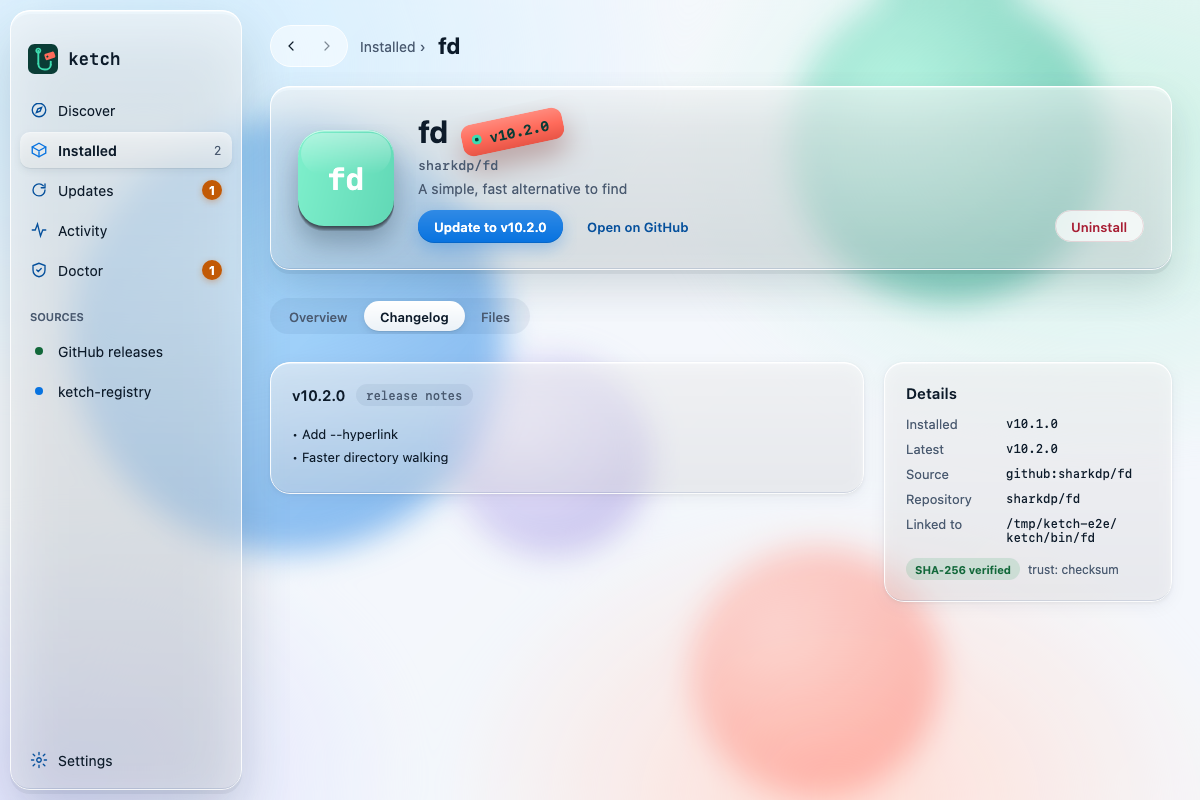 ketch
Discover
Installed 2
Updates 1
Activity
Doctor 1
SOURCES
GitHub releases
ketch-registry
Settings
Installed › fd
fd
fd v10.2.0
sharkdp/fd
A simple, fast alternative to find
Update to v10.2.0 Open on GitHub Uninstall
Overview Changelog Files
v10.2.0 release notes
• Add --hyperlink
• Faster directory walking
Details
Installed v10.1.0
Latest v10.2.0
Source github:sharkdp/fd
Repository sharkdp/fd
Linked to /tmp/ketch-e2e/
ketch/bin/fd
SHA-256 verified trust: checksum